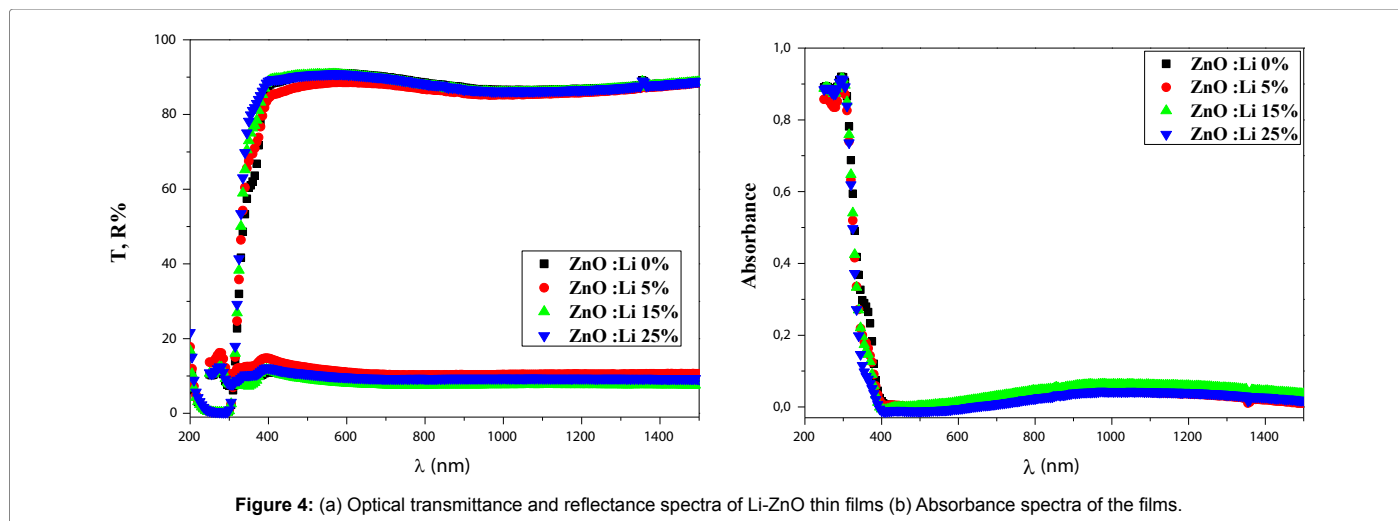 100
80
60
40
20
0
T, R%
200 400 600 800 1000 1200 1400
λ (nm)
ZnO :Li 0%
ZnO :Li 5%
ZnO :Li 15%
ZnO :Li 25%
1,0
0,8
0,6
0,4
0,2
0,0
Absorbance
200 400 600 800 1000 1200 1400
λ (nm)
ZnO :Li 0%
ZnO :Li 5%
ZnO :Li 15%
ZnO :Li 25%
Figure 4: (a) Optical transmittance and reflectance spectra of Li-ZnO thin films (b) Absorbance spectra of the films.